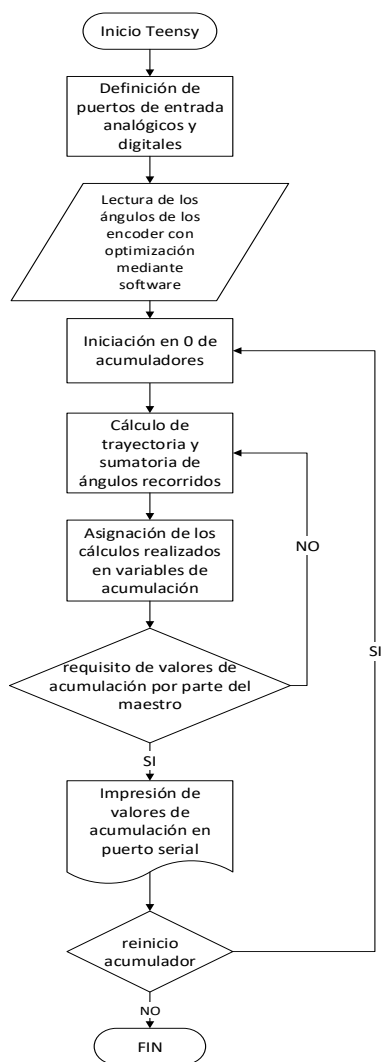 Inicio Teensy
Definición de
puertos de entrada
analógicos y
digitales
Lectura de los
ángulos de los
encoder con
optimización
mediante
software
Iniciación en 0 de
acumuladores
Cálculo de
trayectoria y
sumatoria de
ángulos recorridos
Asignación de los
cálculos realizados
en variables de
acumulación
NO
requisito de valores de
acumulación por parte del
maestro
SI
SI
Impresión de
valores de
acumulación en
puerto serial
reinicio
acumulador
NO
FIN